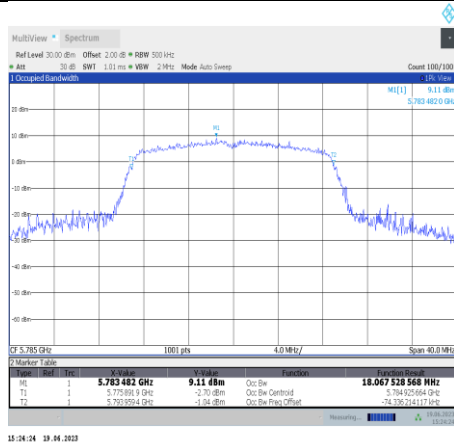 MultiView Spectrum
Ref Level 30.00 dBm Offset 2.00 dB RBW 500 kHz
Att 30 dB SWT 1.01 ms VBW 2 MHz Mode Auto Sweep Count 100/100
1 Occupied Bandwidth 1Pk View
M1[1] 9.11 dBm
5.783 482 0 GHz
20 dBm
M1
10 dBm
T1 T2
0 dBm
-10 dBm
-20 dBm
-30 dBm
-40 dBm
-50 dBm
-60 dBm
CF 5.785 GHz 1001 pts 4.0 MHz/ Span 40.0 MHz
2 Marker Table
Type Ref Trc X-Value Y-Value Function Function Result
M1 1 5.783 482 GHz 9.11 dBm Occ Bw 18.067 528 568 MHz
T1 1 5.775 891 9 GHz -2.70 dBm Occ Bw Centroid 5.784 925 664 GHz
T2 1 5.793 959 4 GHz -1.04 dBm Occ Bw Freq Offset -74.336 214 117 kHz
Measuring... 19.06.2023
15:24:24
15:24:24 19.06.2023